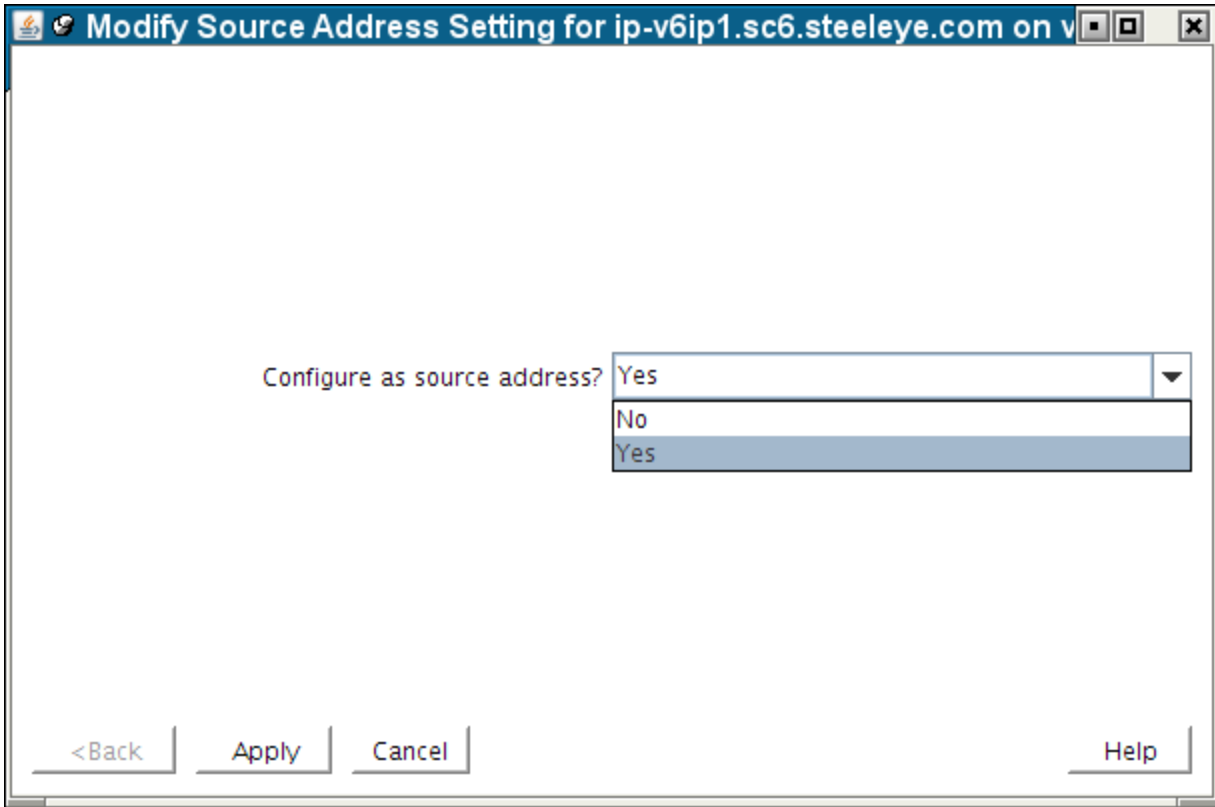 Modify Source Address Setting for ip-v6ip1.sc6.steeleye.com on v
Configure as source address? Yes
No
Yes
<Back Apply Cancel Help